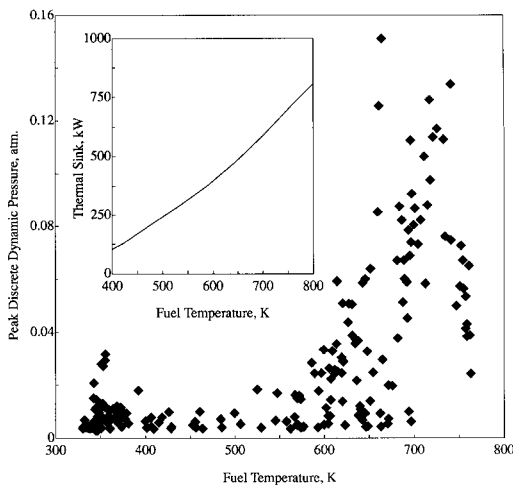 0.16
0.12
0.08
0.04
0
Peak Discrete Dynamic Pressure, atm.
1000
750
500
250
0
Thermal Sink, kW
400 500 600 700 800
Fuel Temperature, K
300 400 500 600 700 800
Fuel Temperature, K